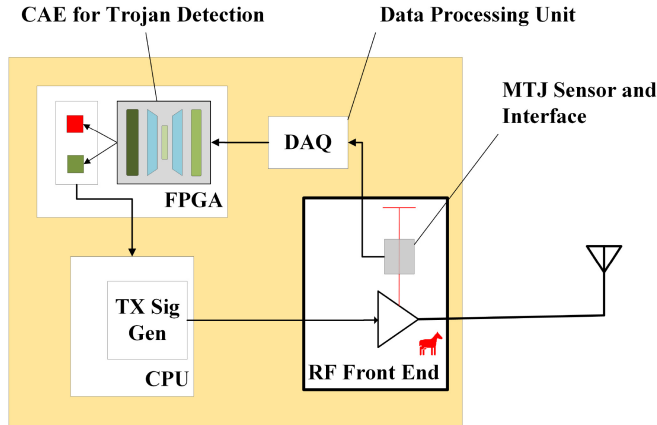 CAE for Trojan Detection
Data Processing Unit
MTJ Sensor and
Interface
DAQ
FPGA
TX Sig
Gen
CPU
RF Front End